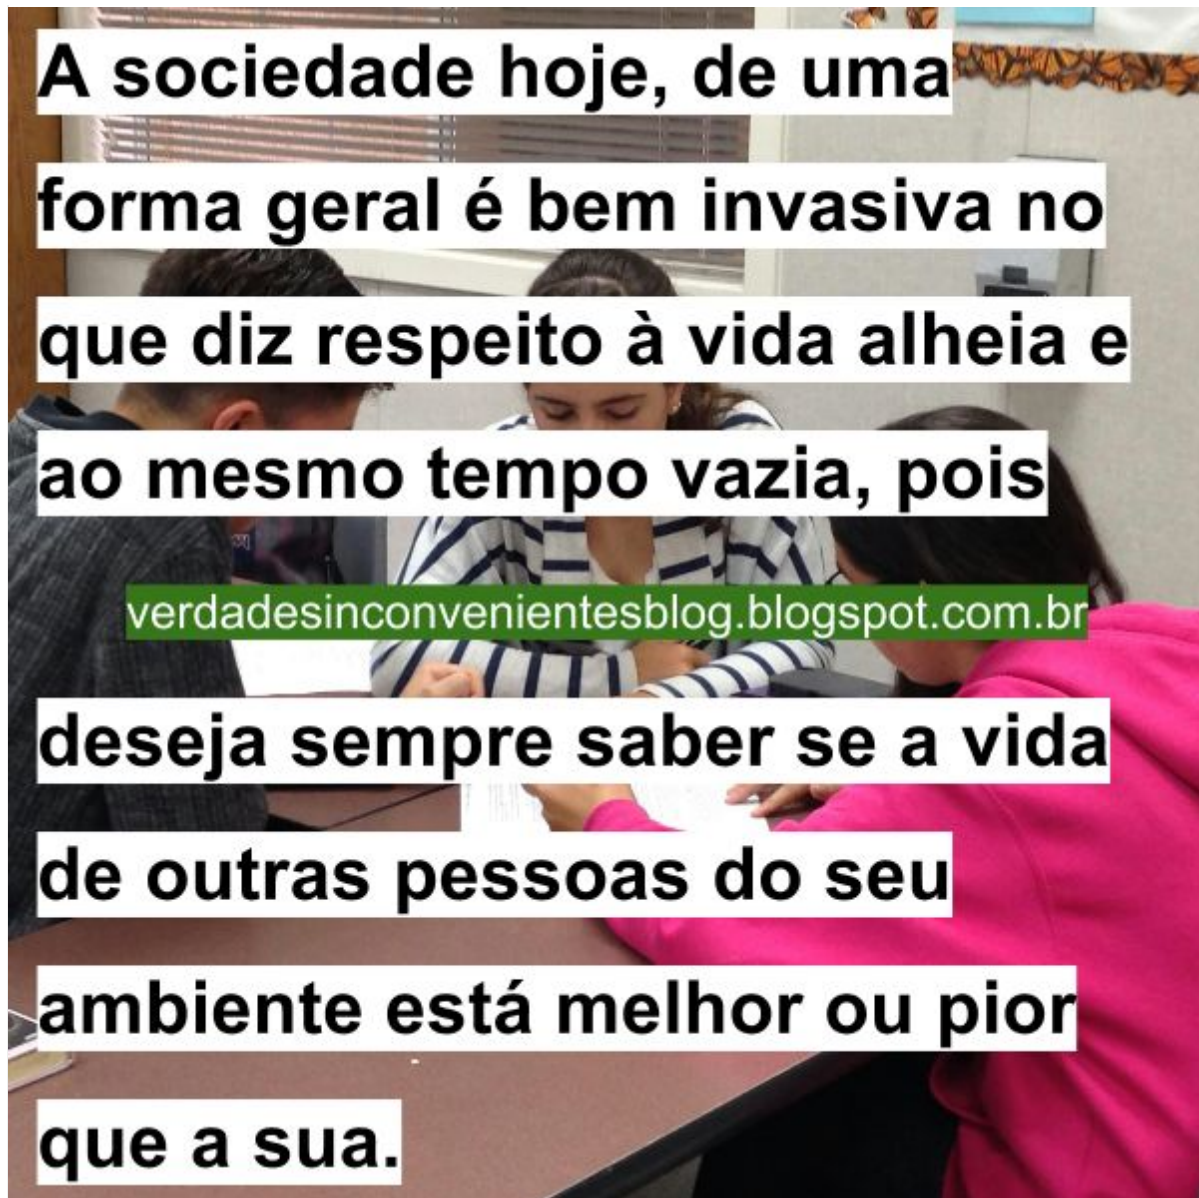 A sociedade hoje, de uma
forma geral é bem invasiva no
que diz respeito à vida alheia e
ao mesmo tempo vazia, pois
verdadesinconvenientesblog.blogspot.com.br
deseja sempre saber se a vida
de outras pessoas do seu
ambiente está melhor ou pior
que a sua.